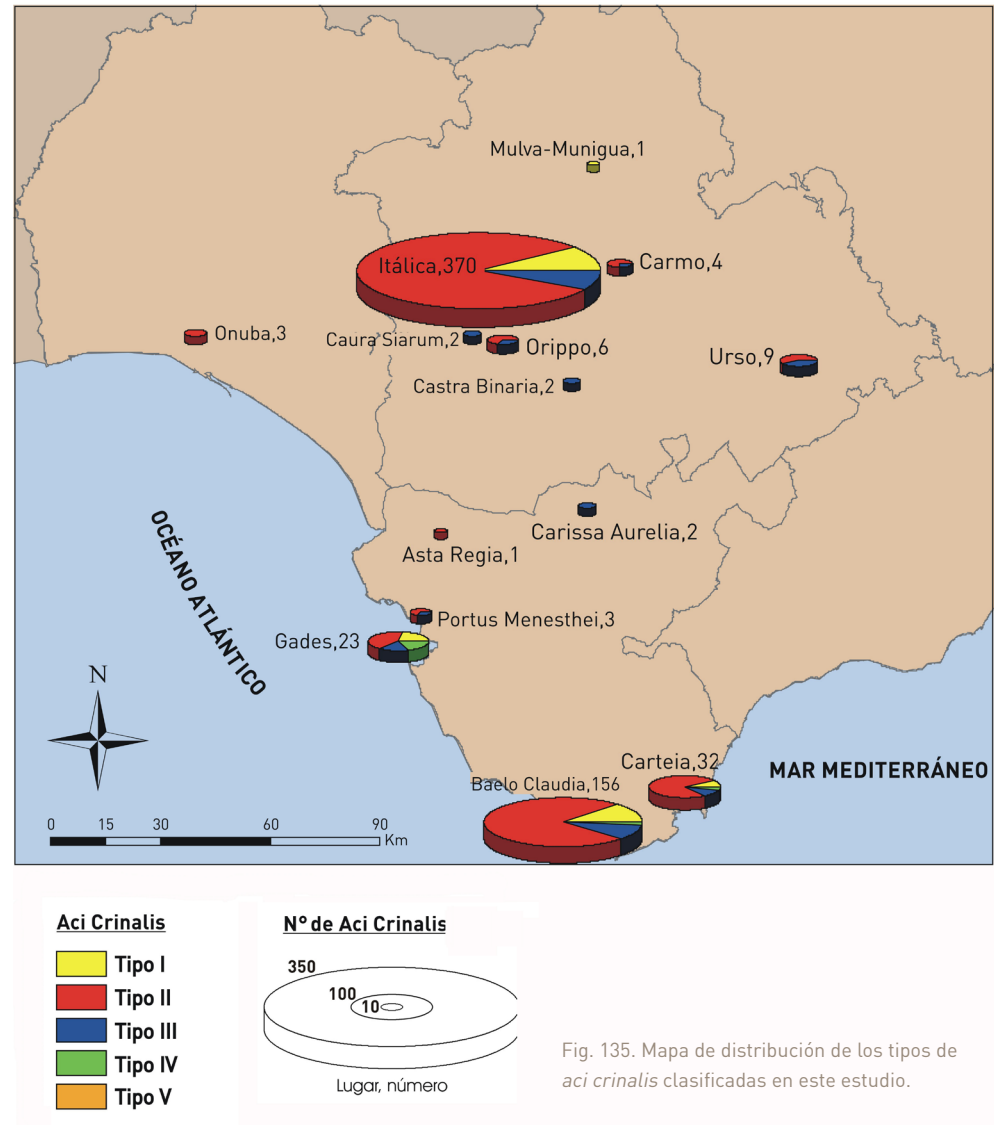 Mulva-Munigua,1
Itálica,370
Carmo,4
Onuba,3
Caura Siarum,2
Orippo,6
Urso,9
Castra Binaria,2
Carissa Aurelia,2
Asta Regia,1
OCÉANO ATLÁNTICO
Portus Menesthei,3
Gades,23
N
Carteia,32
MAR MEDITERRÁNEO
Baelo Claudia,156
0 15 30 60 90
Km
Aci Crinalis
Tipo I
Tipo II
Tipo III
Tipo IV
Tipo V
N° de Aci Crinalis
350
100
10
Lugar, número
Fig. 135. Mapa de distribución de los tipos de
aci crinalis clasificadas en este estudio.